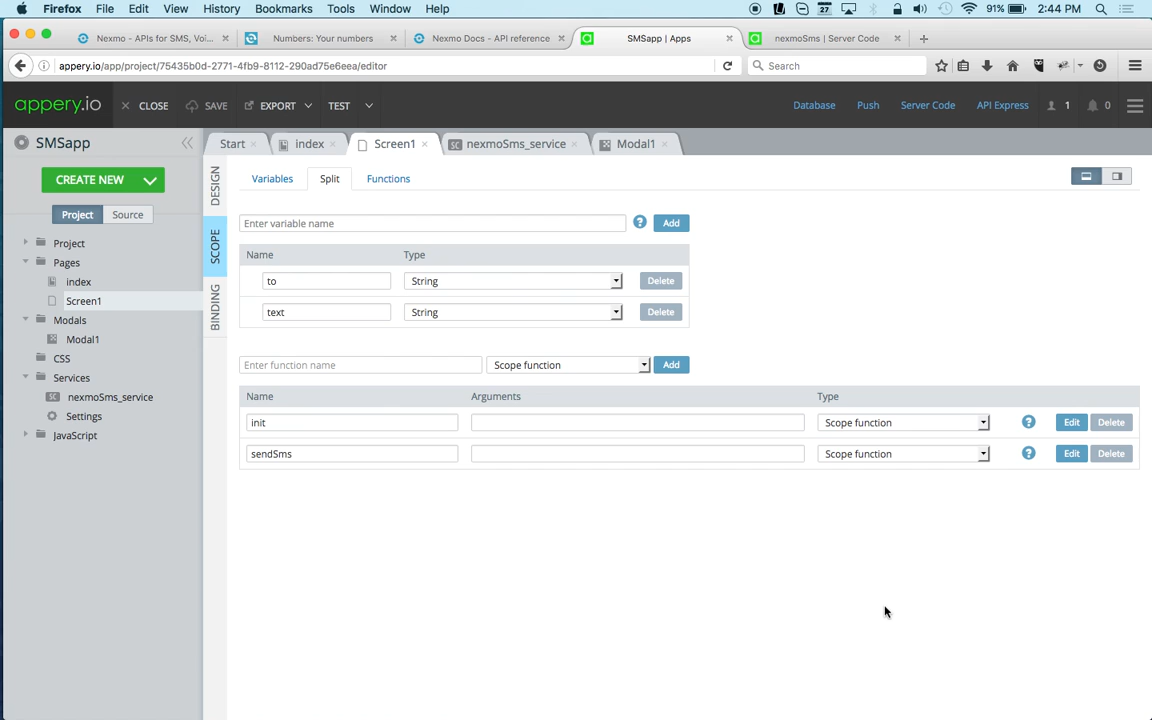 Firefox File Edit View History Bookmarks Tools Window Help 27 91% 2:44 PM
Nexmo - APIs for SMS, Voi... Numbers: Your numbers Nexmo Docs - API reference SMSapp | Apps nexmoSms | Server Code
appery.io/app/project/75435b0d-2771-4fb9-8112-290ad75e6eea/editor Search
appery.io CLOSE SAVE EXPORT TEST Database Push Server Code API Express 1 0
SMSapp Start index Screen1 nexmoSms_service Modal1
CREATE NEW
Project Source
Project
Pages
index
Screen1
Modals
Modal1
CSS
Services
nexmoSms_service
Settings
JavaScript
DESIGN
SCOPE
BINDING
Variables Split Functions
Enter variable name ? Add
Name Type
to String Delete
text String Delete
Enter function name Scope function Add
Name Arguments Type
init Scope function ? Edit Delete
sendSms Scope function ? Edit Delete